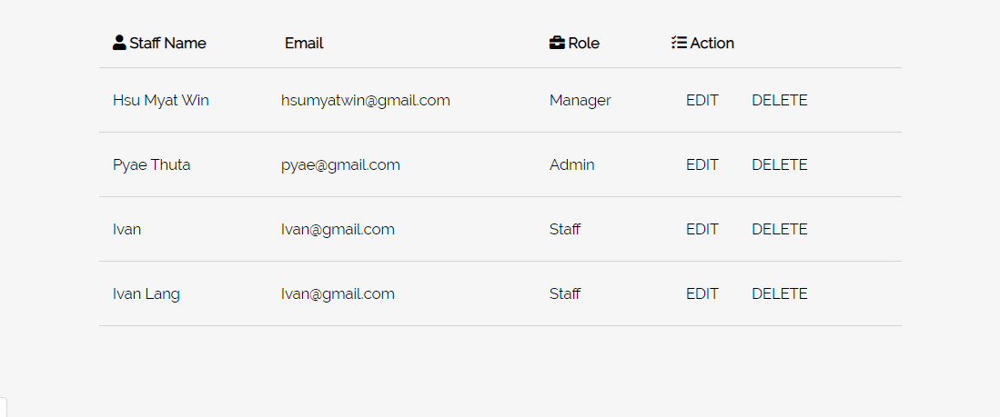 Staff Name Email Role Action
Hsu Myat Win hsumyatwin@gmail.com Manager EDIT DELETE
Pyae Thuta pyae@gmail.com Admin EDIT DELETE
Ivan Ivan@gmail.com Staff EDIT DELETE
Ivan Lang Ivan@gmail.com Staff EDIT DELETE